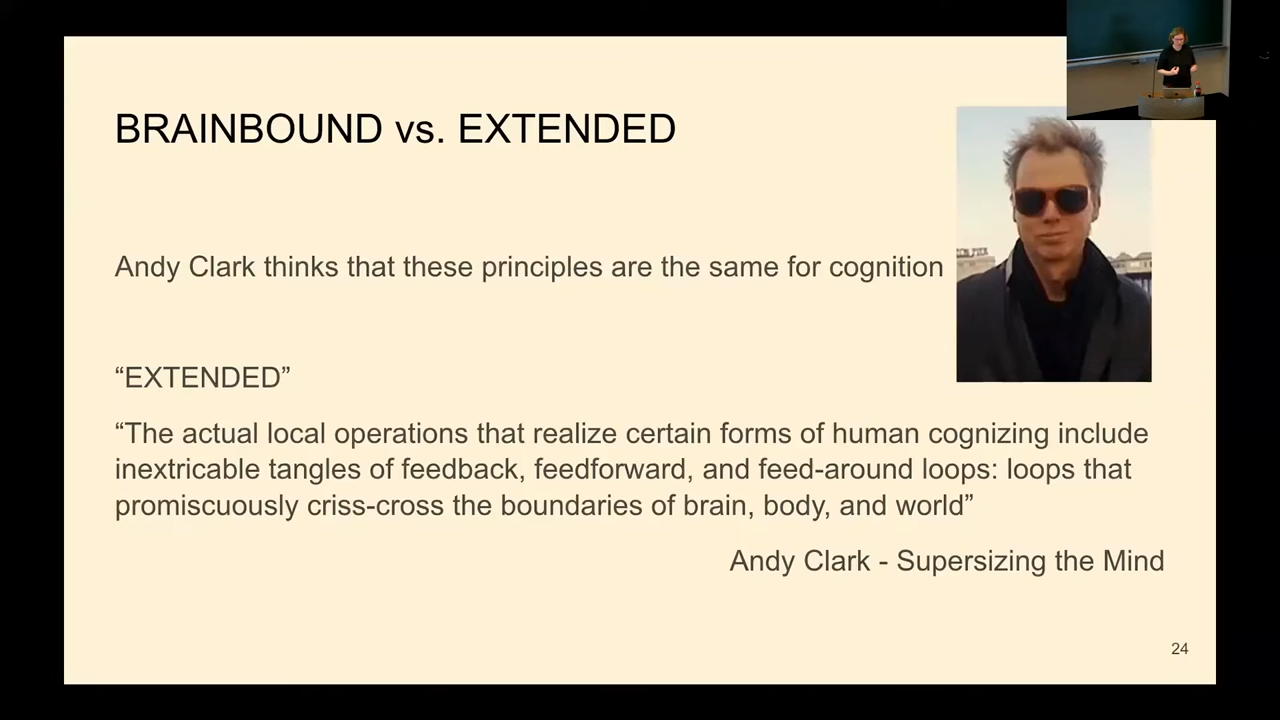 BRAINBOUND vs. EXTENDED
Andy Clark thinks that these principles are the same for cognition
“EXTENDED”
“The actual local operations that realize certain forms of human cognizing include
inextricable tangles of feedback, feedforward, and feed-around loops: loops that
promiscuously criss-cross the boundaries of brain, body, and world”
Andy Clark - Supersizing the Mind
24